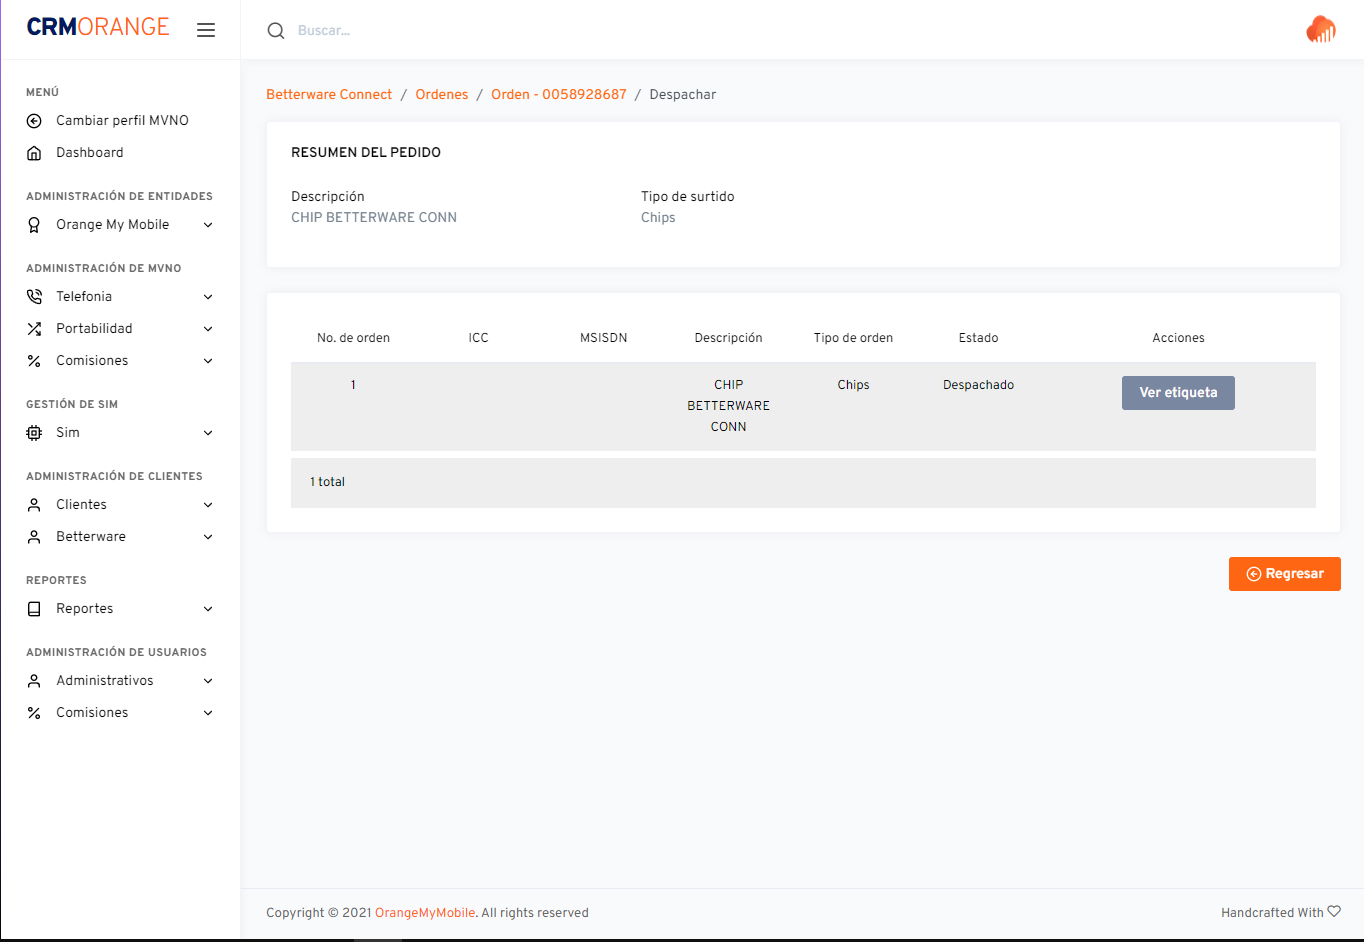 CRMORANGE
Buscar...
MENÚ
Cambiar perfil MVNO
Dashboard
ADMINISTRACIÓN DE ENTIDADES
Orange My Mobile
ADMINISTRACIÓN DE MVNO
Telefonia
Portabilidad
Comisiones
GESTIÓN DE SIM
Sim
ADMINISTRACIÓN DE CLIENTES
Clientes
Betterware
REPORTES
Reportes
ADMINISTRACIÓN DE USUARIOS
Administrativos
Comisiones
Betterware Connect / Ordenes / Orden - 0058928687 / Despachar
RESUMEN DEL PEDIDO
Descripción
CHIP BETTERWARE CONN
Tipo de surtido
Chips
No. de orden ICC MSISDN Descripción Tipo de orden Estado Acciones
1 CHIP Chips Despachado Ver etiqueta
BETTERWARE
CONN
1 total
Regresar
Copyright © 2021 OrangeMyMobile. All rights reserved
Handcrafted With